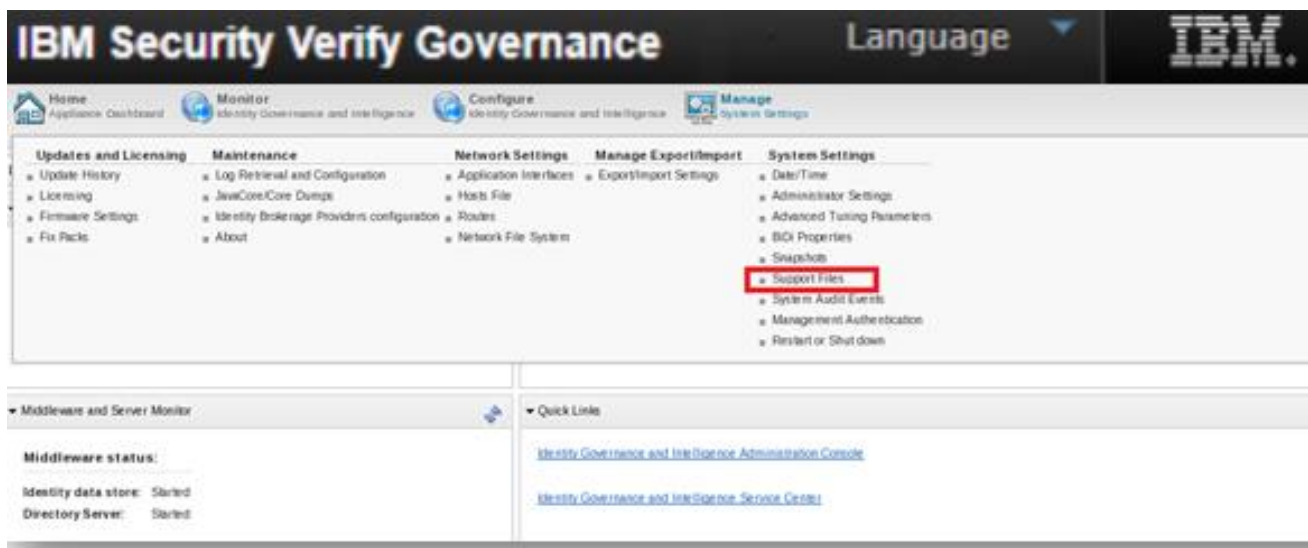 IBM Security Verify Governance
Language
IBM.
Home
Appliance Dashboard
Monitor
Identity Governance and Intelligence
Configure
Identity Governance and Intelligence
Manage
System Settings
Updates and Licensing
Update History
Licensing
Firmware Settings
Fix Packs
Maintenance
Log Retrieval and Configuration
JavaCore/Core Dumps
Identity Brokerage Providers configuration
About
Network Settings
Application Interfaces
Hosts File
Routes
Network File System
Manage Export/Import
Export/Import Settings
System Settings
Date/Time
Administrator Settings
Advanced Tuning Parameters
BDI Properties
Snapshots
Support Files
System Audit Events
Management Authentication
Restart or Shut down
Middleware and Server Monitor
Middleware status:
Identity data store: Started
Directory Server: Started
Quick Links
Identity Governance and Intelligence Administration Console
Identity Governance and Intelligence Service Center